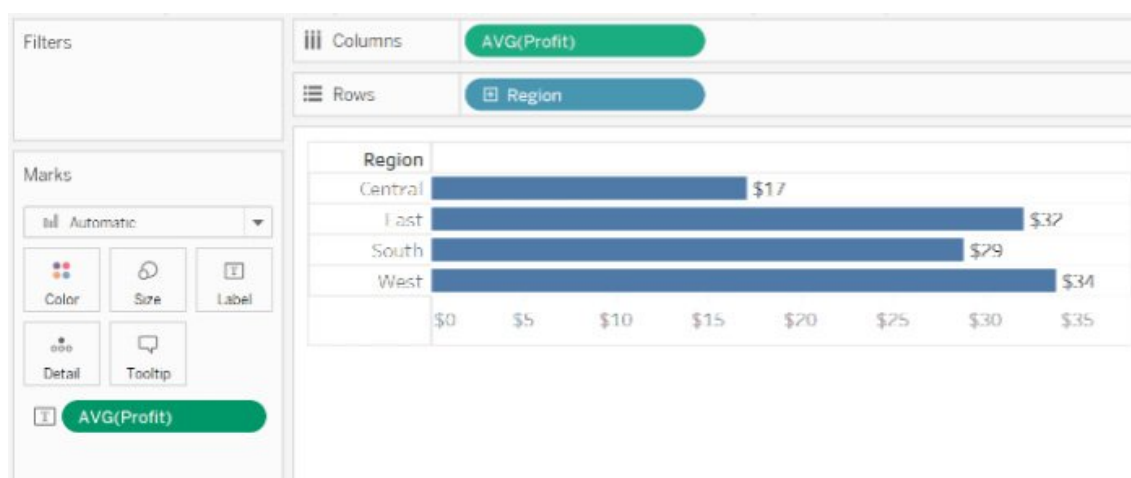 Filters
Columns
AVG(Profit)
Rows
Region
Marks
Automatic
Color
Size
Label
Detail
Tooltip
AVG(Profit)
Region
Central $17
East $32
South $29
West $34
$0 $5 $10 $15 $20 $25 $30 $35